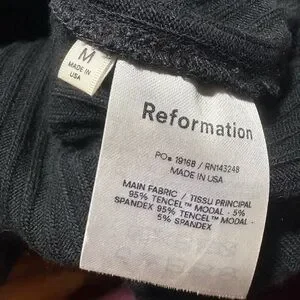 M
MADE IN
USA
Reformation
PO# 19168 / RN143248
MADE IN USA
MAIN FABRIC / TISSU PRINCIPAL
95% TENCEL™ MODAL · 5%
SPANDEX 95% TENCEL™ MODAL ·
5% SPANDEX